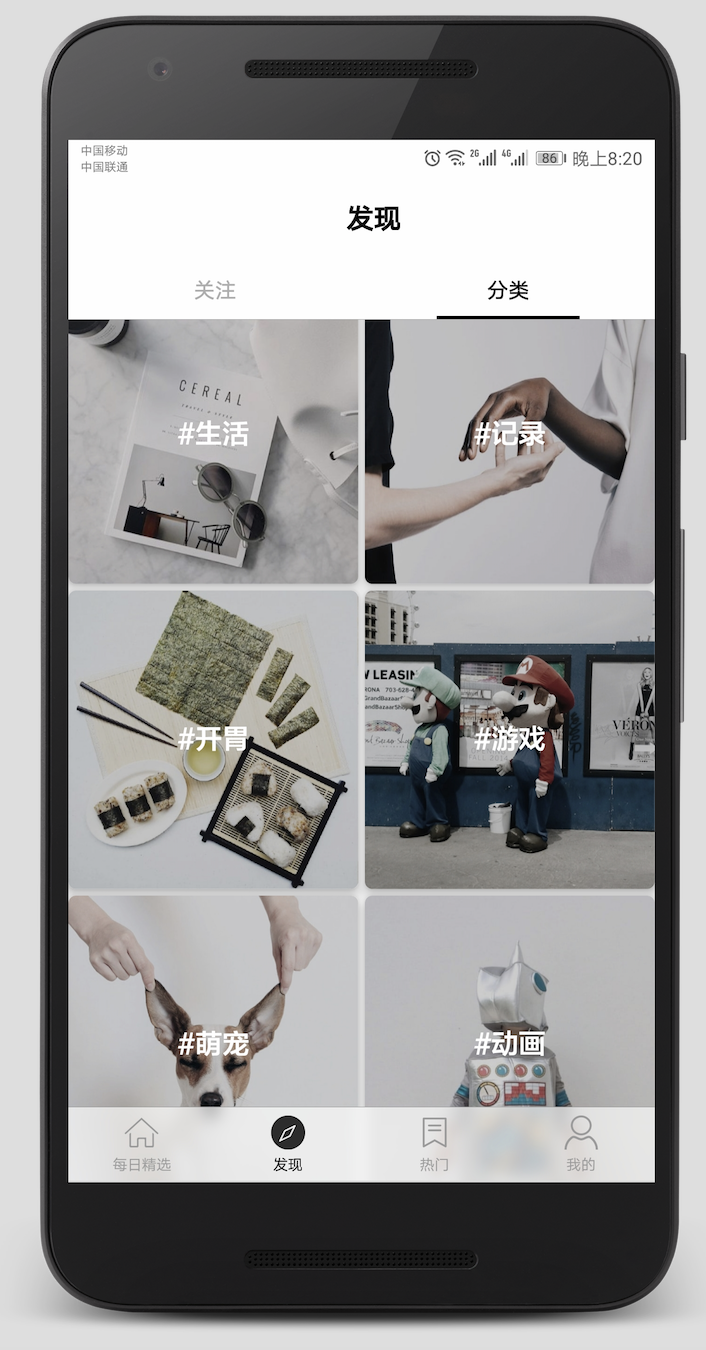 中国移动
中国联通
2G
4G
86
晚上8:20
发现
关注
分类
CEREAL
#生活
#记录
#开胃
LEASIN
#游戏
VERON
#萌宠
#动画
每日精选
发现
热门
我的